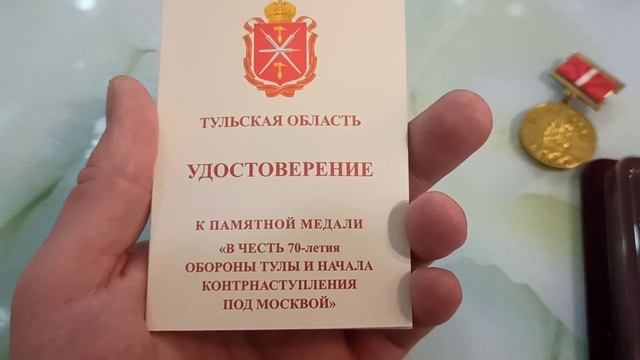 ТУЛЬСКАЯ ОБЛАСТЬ
УДОСТОВЕРЕНИЕ
К ПАМЯТНОЙ МЕДАЛИ
«В ЧЕСТЬ 70-летия
ОБОРОНЫ ТУЛЫ И НАЧАЛА
КОНТРНАСТУПЛЕНИЯ
ПОД МОСКВОЙ»